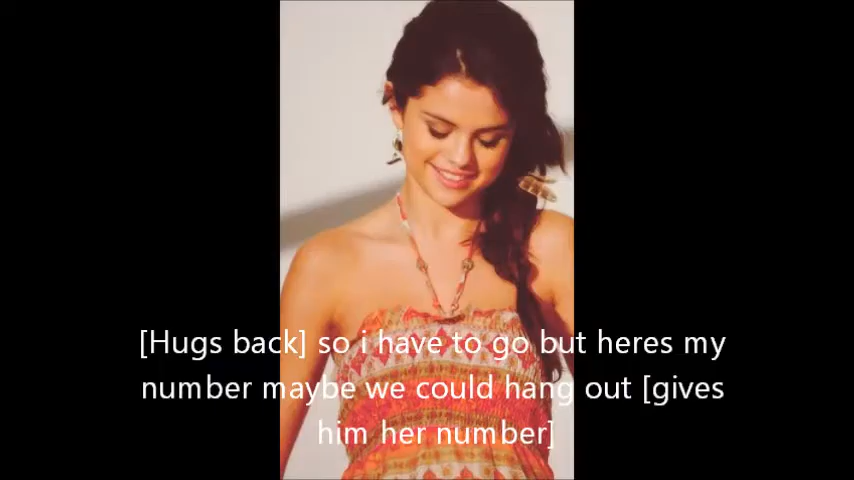 [Hugs back] so i have to go but heres my
number maybe we could hang out [gives
him her number]